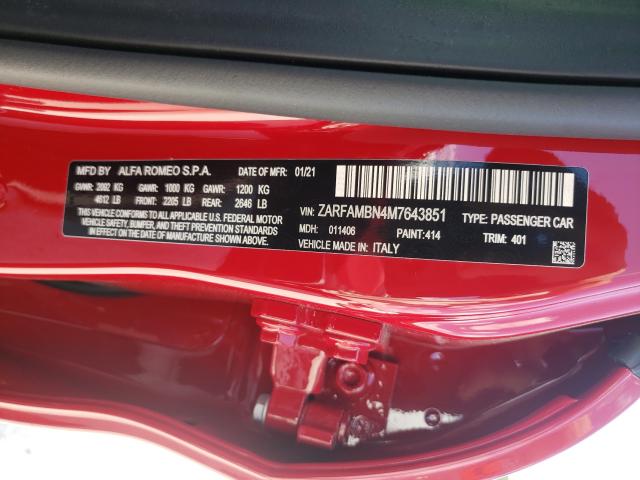 MFD BY ALFA ROMEO S.P.A. DATE OF MFR 01/21
GVWR: 2092 KG GAWR: 1000 KG GAWR: 1200 KG
4612 LB FRONT: 2205 LB REAR: 2646 LB
THIS VEHICLE CONFORMS TO ALL APPLICABLE U.S. FEDERAL MOTOR
VEHICLE SAFETY, BUMPER, AND THEFT PREVENTION STANDARDS
IN EFFECT ON THE DATE OF MANUFACTURE SHOWN ABOVE.
VIN: ZARFAMBN4M7643851 TYPE: PASSENGER CAR
MDH: 011406 PAINT: 414 TRIM: 401
VEHICLE MADE IN: ITALY